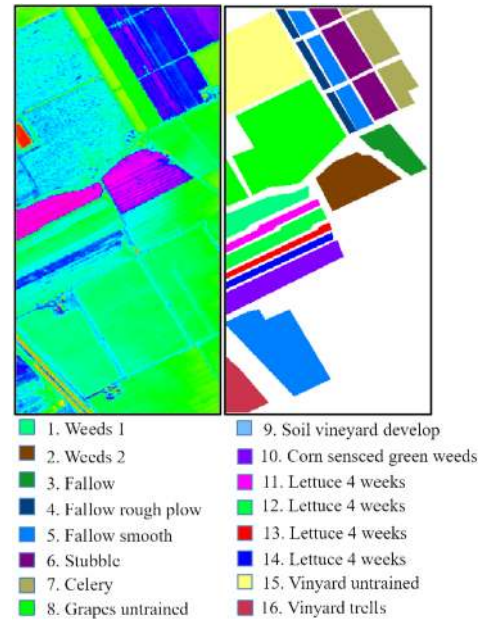 1. Weeds 1
2. Weeds 2
3. Fallow
4. Fallow rough plow
5. Fallow smooth
6. Stubble
7. Celery
8. Grapes untrained
9. Soil vineyard develop
10. Corn sensced green weeds
11. Lettuce 4 weeks
12. Lettuce 4 weeks
13. Lettuce 4 weeks
14. Lettuce 4 weeks
15. Vinyard untrained
16. Vinyard trells